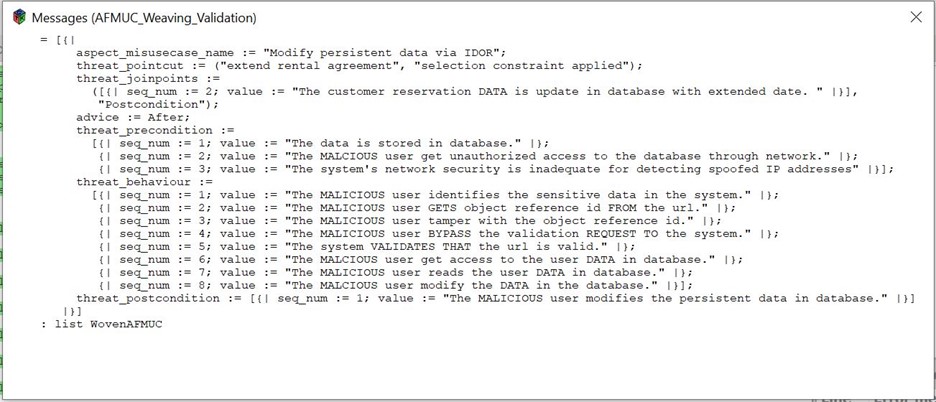 Messages (AFMUC_Weaving_Validation)
= [{|
aspect_misusecase_name := "Modify persistent data via IDOR";
threat_pointcut := ("extend rental agreement", "selection constraint applied");
threat_joinpoints :=
([{| seq_num := 2; value := "The customer reservation DATA is update in database with extended date. " |}],
"Postcondition");
advice := After;
threat_precondition :=
[{| seq_num := 1; value := "The data is stored in database." |};
{| seq_num := 2; value := "The MALCIOUS user get unauthorized access to the database through network." |};
{| seq_num := 3; value := "The system's network security is inadequate for detecting spoofed IP addresses" |}];
threat_behaviour :=
[{| seq_num := 1; value := "The MALICIOUS user identifies the sensitive data in the system." |};
{| seq_num := 2; value := "The MALICIOUS user GETS object reference id FROM the url." |};
{| seq_num := 3; value := "The MALICIOUS user tamper with the object reference id." |};
{| seq_num := 4; value := "The MALICIOUS user BYPASS the validation REQUEST TO the system." |};
{| seq_num := 5; value := "The system VALIDATES THAT the url is valid." |};
{| seq_num := 6; value := "The MALCIOUS user get access to the user DATA in database." |};
{| seq_num := 7; value := "The MALICIOUS user reads the user DATA in database." |};
{| seq_num := 8; value := "The MALCIOUS user modify the DATA in the database." |}];
threat_postcondition := [{| seq_num := 1; value := "The MALICIOUS user modifies the persistent data in database." |}]
|}]
: list WovenAFMUC